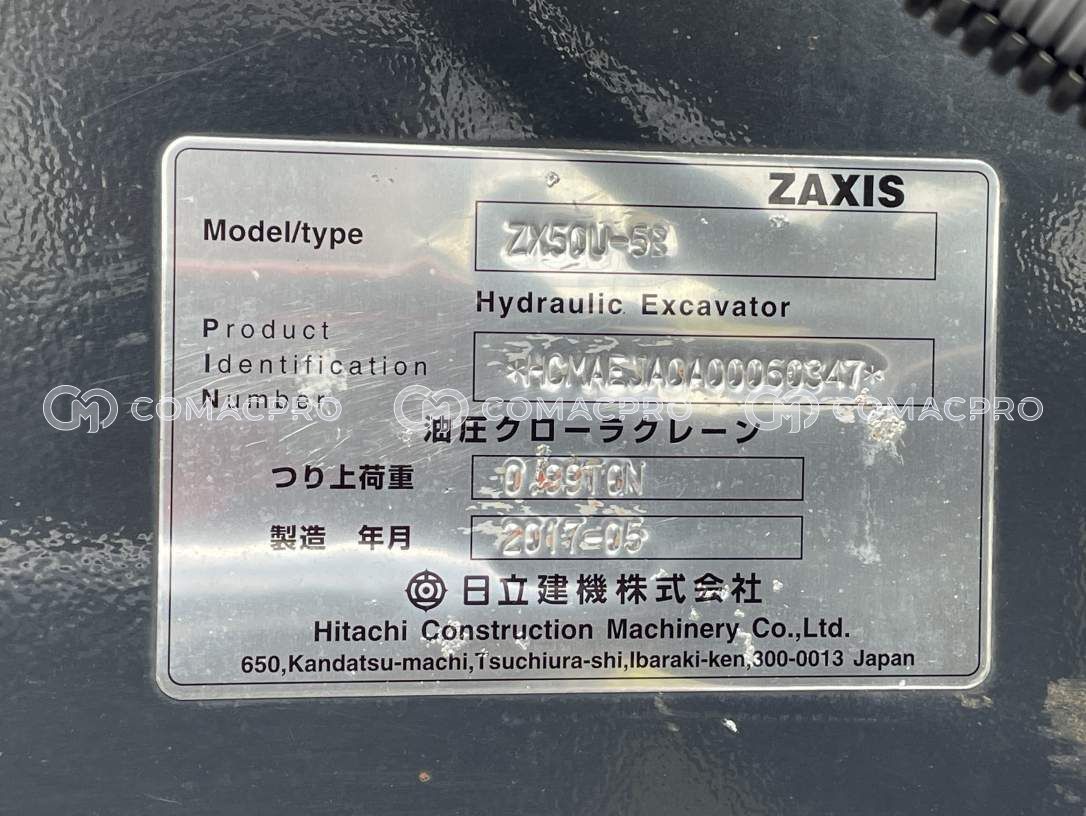 ZAXIS
Model/type ZX50U-5B
Hydraulic Excavator
Product
Identification *HCMAEJA0A00060347*
Number
COMACPRO COMACPRO COMACPRO
油圧クローラクレーン
つり上荷重 0.99TON
製造 年月 2017-05
日立建機株式会社
Hitachi Construction Machinery Co.,Ltd.
650,Kandatsu-machi,Tsuchiura-shi,Ibaraki-ken,300-0013 Japan